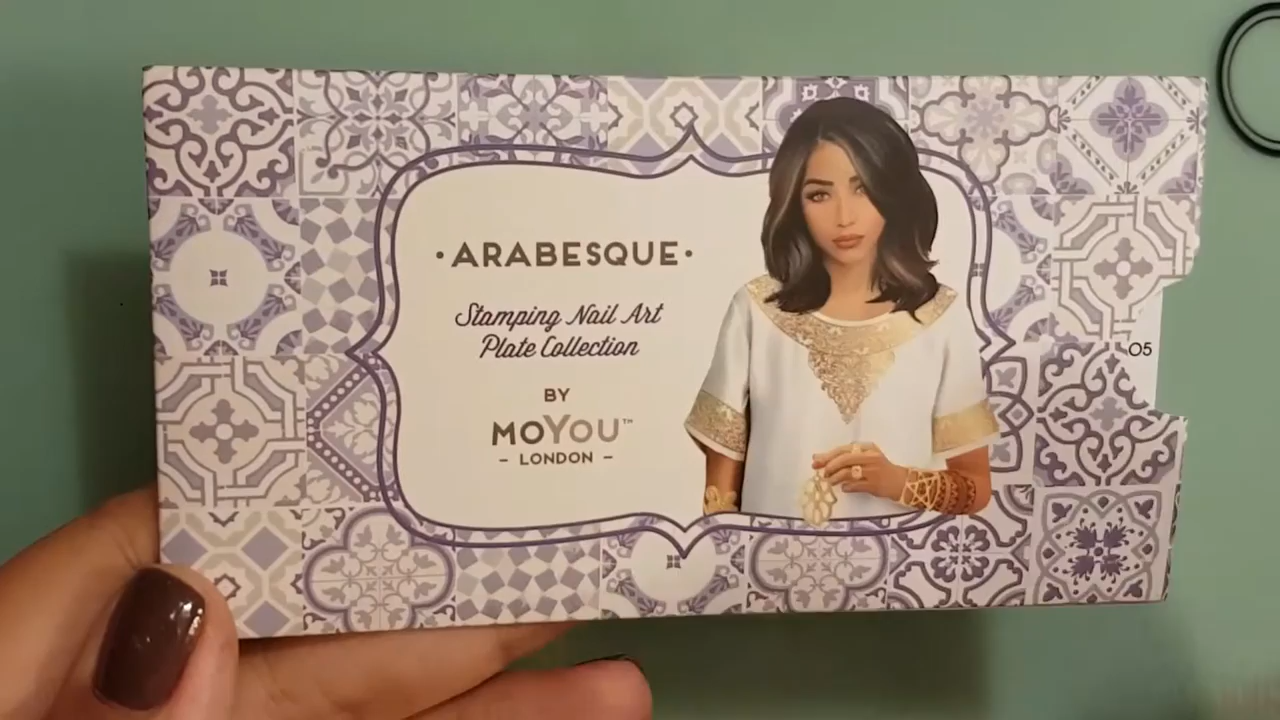 ·ARABESQUE·
Stamping Nail Art
Plate Collection
BY
MOYOU™
– LONDON –
05